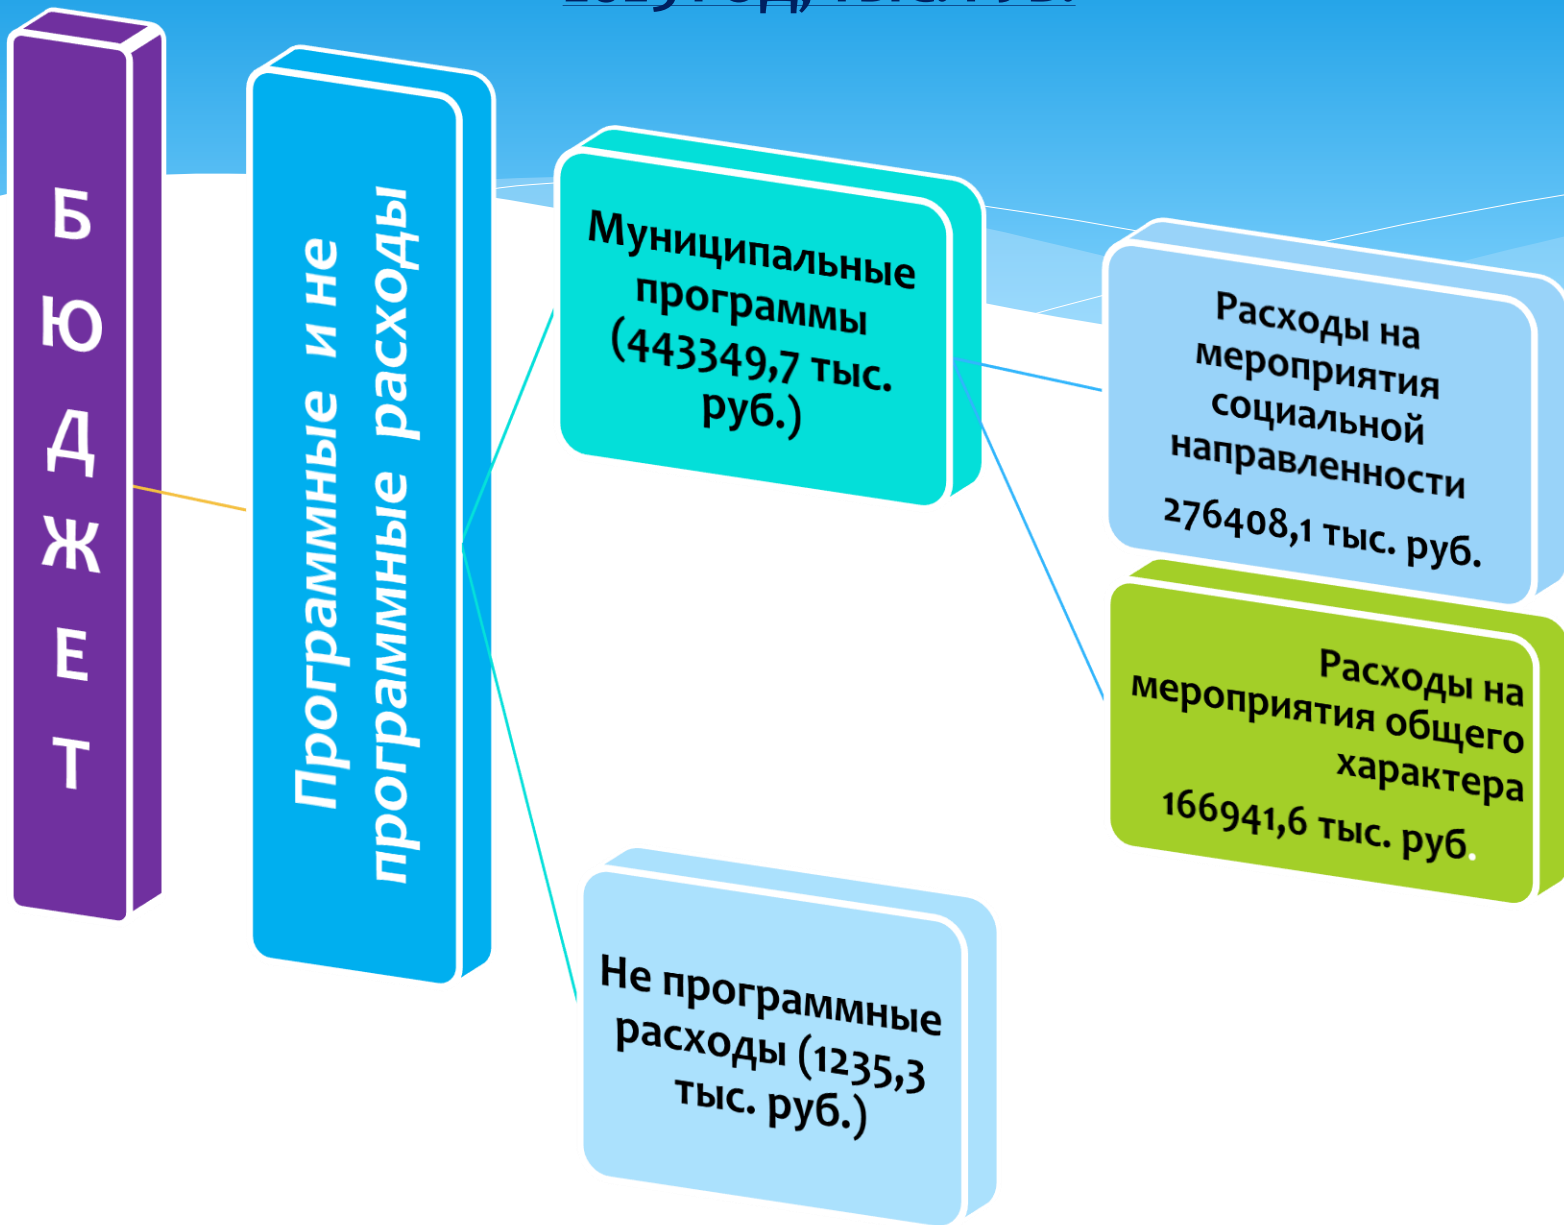 Б
Ю
Д
Ж
Е
Т
Программные и не
программные расходы
Муниципальные
программы
(443349,7 тыс.
руб.)
Расходы на
мероприятия
социальной
направленности
276408,1 тыс. руб.
Расходы на
мероприятия общего
характера
166941,6 тыс. руб.
Не программные
расходы (1235,3
тыс. руб.)